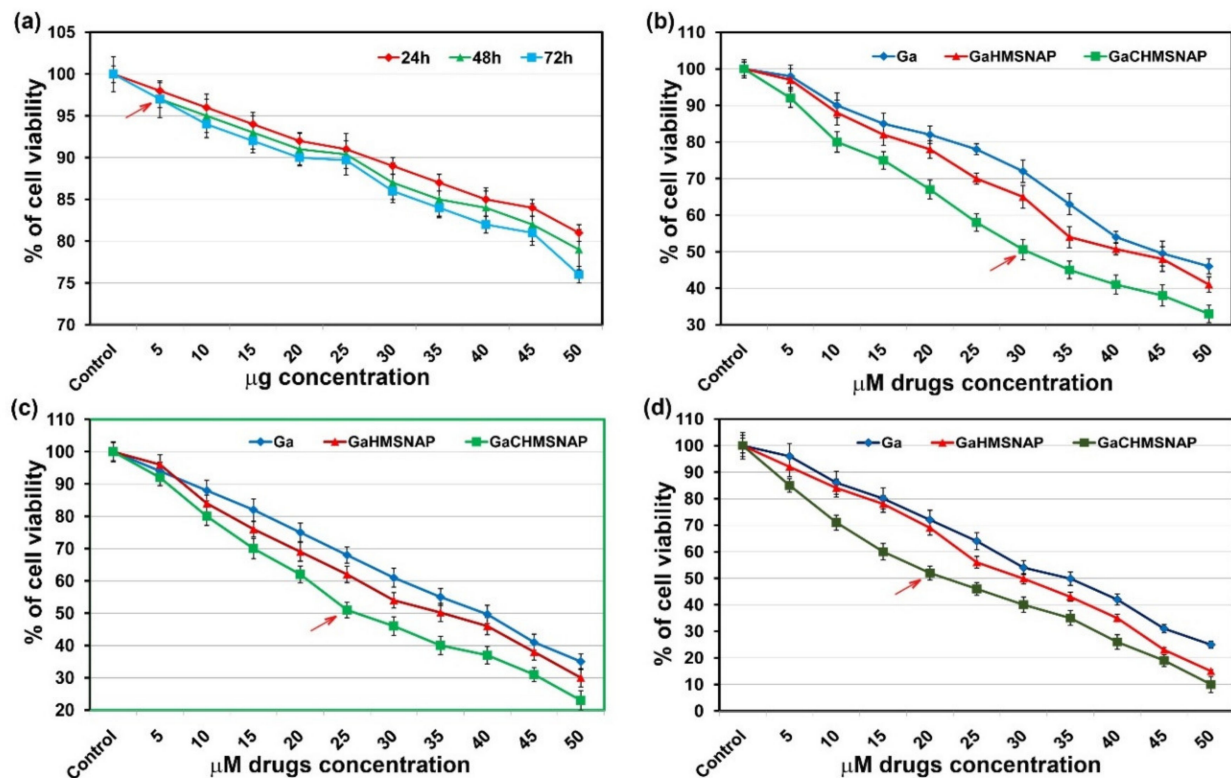 (a)
105
100
95
90
85
80
75
70
% of cell viability
24h 48h 72h
Control 5 10 15 20 25 30 35 40 45 50
μg concentration
(b)
110
100
90
80
70
60
50
40
30
% of cell viability
Ga GaHMSNAP GaCHMSNAP
Control 5 10 15 20 25 30 35 40 45 50
μM drugs concentration
(c)
110
100
90
80
70
60
50
40
30
20
% of cell viability
Ga GaHMSNAP GaCHMSNAP
Control 5 10 15 20 25 30 35 40 45 50
μM drugs concentration
(d)
110
100
90
80
70
60
50
40
30
20
10
0
% of cell viability
Ga GaHMSNAP GaCHMSNAP
Control 5 10 15 20 25 30 35 40 45 50
μM drugs concentration